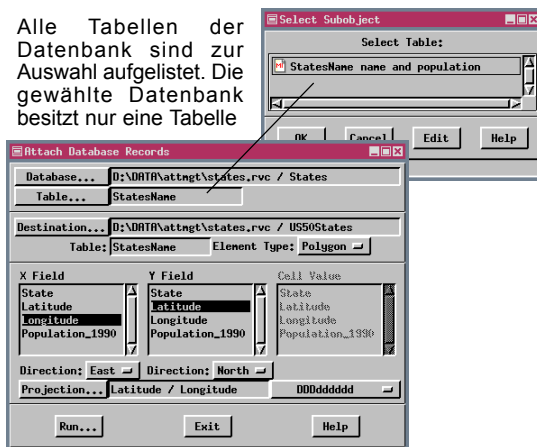 Alle Tabellen der
Datenbank sind zur
Auswahl aufgelistet. Die
gewählte Datenbank
besitzt nur eine Tabelle
Select Subobject
Select Table:
StatesName name and population
OK Cancel Edit Help
Attach Database Records
Database... D:\DATA\attmgt\states.rvc / States
Table... StatesName
Destination... D:\DATA\attmgt\states.rvc / US50States
Table: StatesName Element Type: Polygon
X Field Y Field Cell Value
State State State
Latitude Latitude Latitude
Longitude Longitude Longitude
Population_1990 Population_1990 Population_1990
Direction: East Direction: North
Projection... Latitude / Longitude DDDdddddd
Run... Exit Help